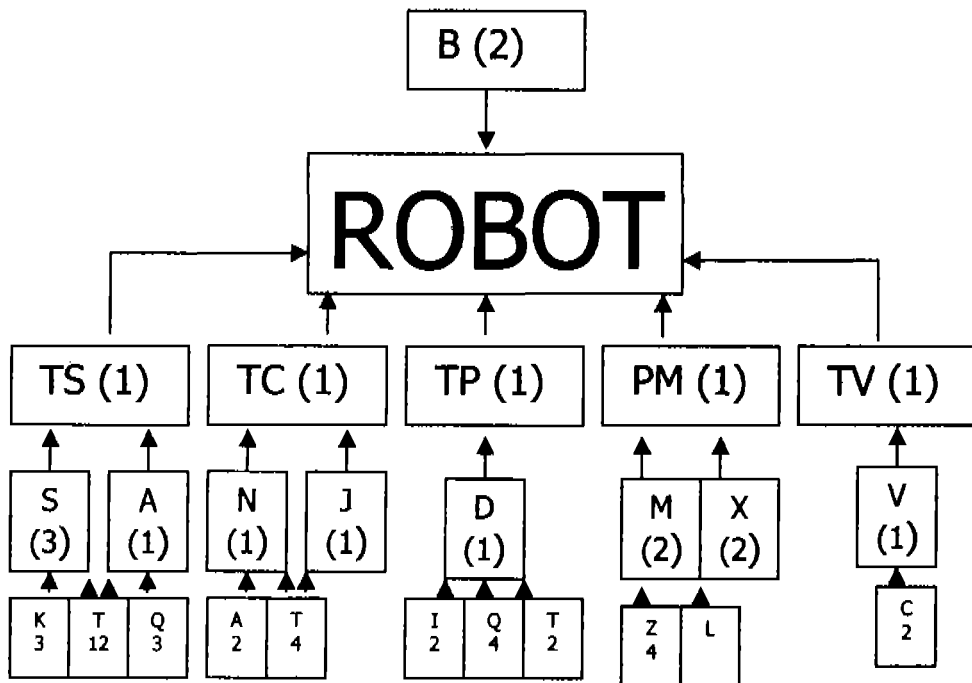 B (2)
ROBOT
TS (1) TC (1) TP (1) PM (1) TV (1)
S A N J D M X V
(3) (1) (1) (1) (1) (2) (2) (1)
K T Q A T I Q T Z L C
3 12 3 2 4 2 4 2 4 2